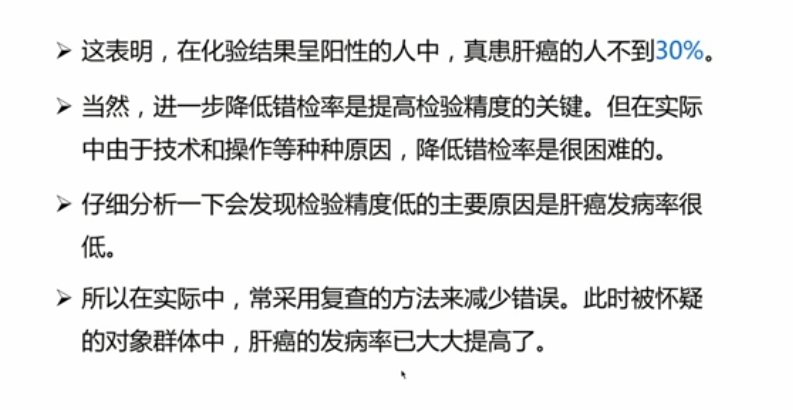 ➢ 这表明，在化验结果呈阳性的人中，真患肝癌的人不到30%。
➢ 当然，进一步降低错检率是提高检验精度的关键。但在实际
中由于技术和操作等种种原因，降低错检率是很困难的。
➢ 仔细分析一下会发现检验精度低的主要原因是肝癌发病率很
低。
➢ 所以在实际中，常采用复查的方法来减少错误。此时被怀疑
的对象群体中，肝癌的发病率已大大提高了。